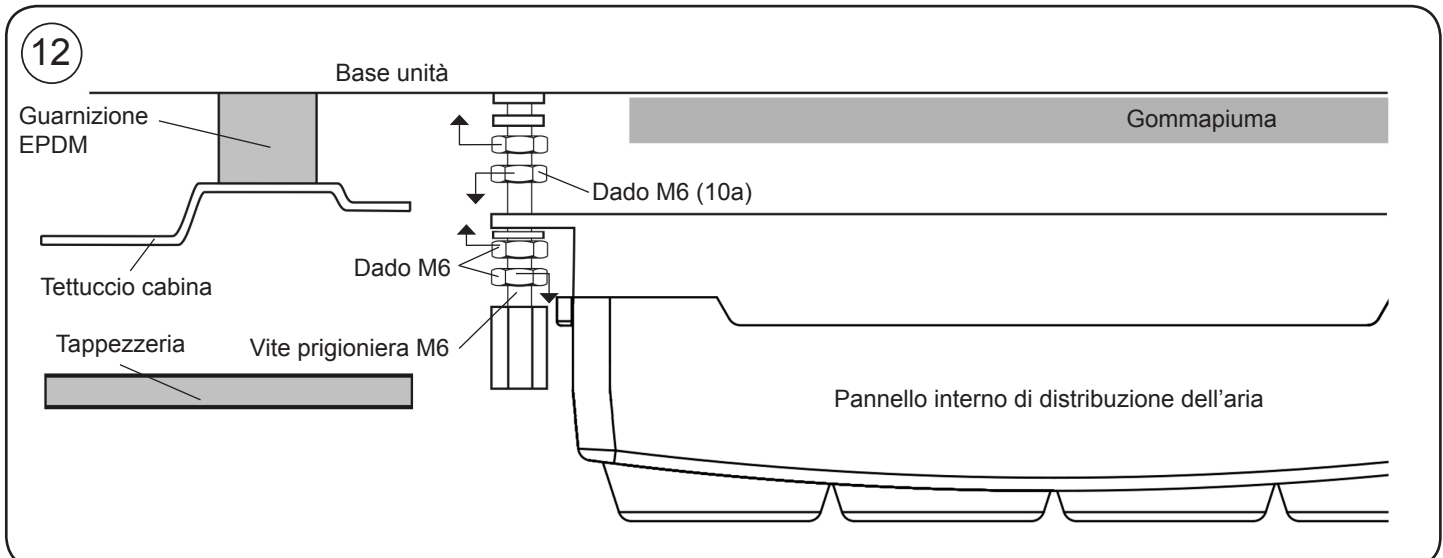 12
Base unità
Guarnizione
EPDM
Gommapiuma
Dado M6 (10a)
Dado M6
Tettuccio cabina
Tappezzeria
Vite prigioniera M6
Pannello interno di distribuzione dell'aria